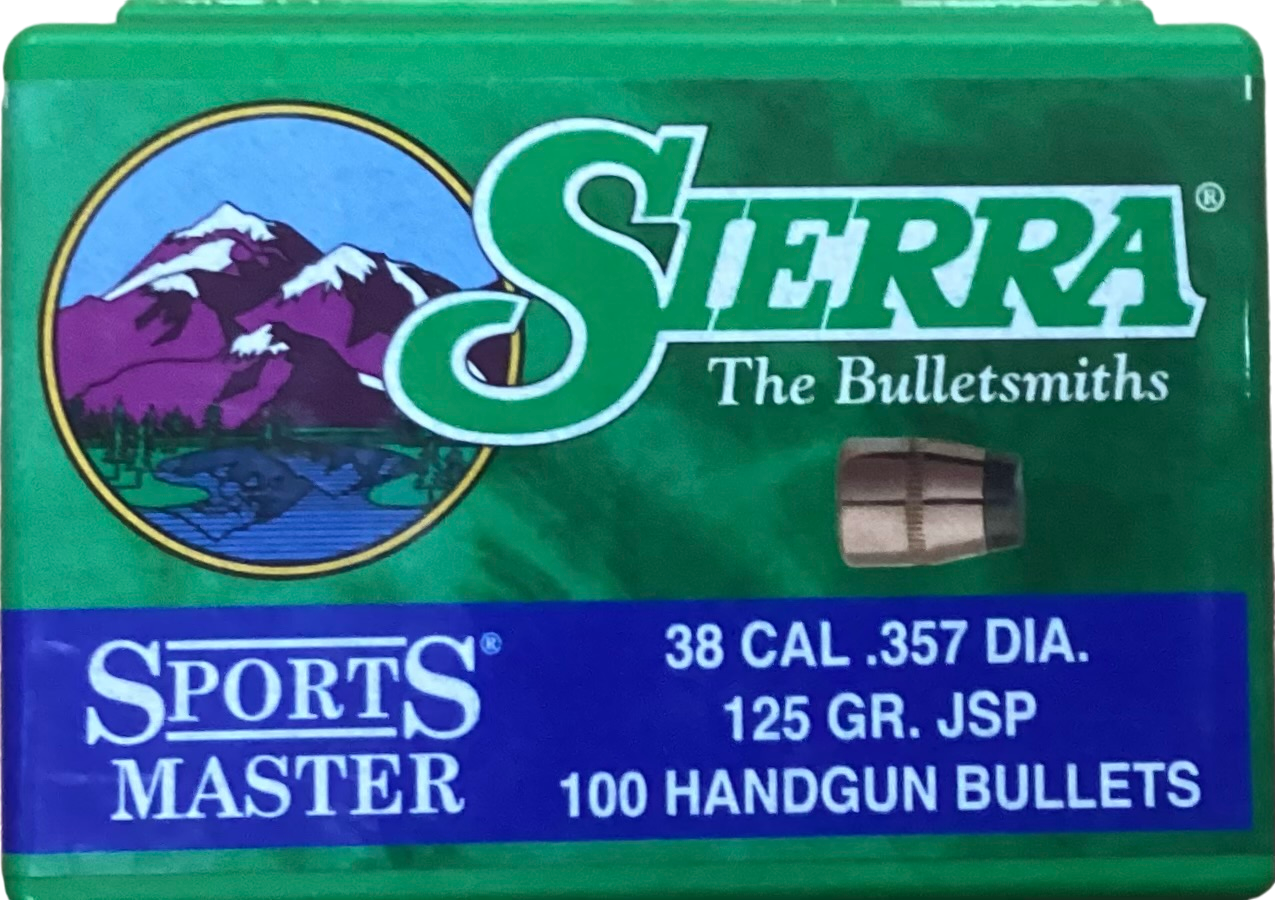 SIERRA®
The Bulletsmiths
SPORTS®
MASTER
38 CAL .357 DIA.
125 GR. JSP
100 HANDGUN BULLETS